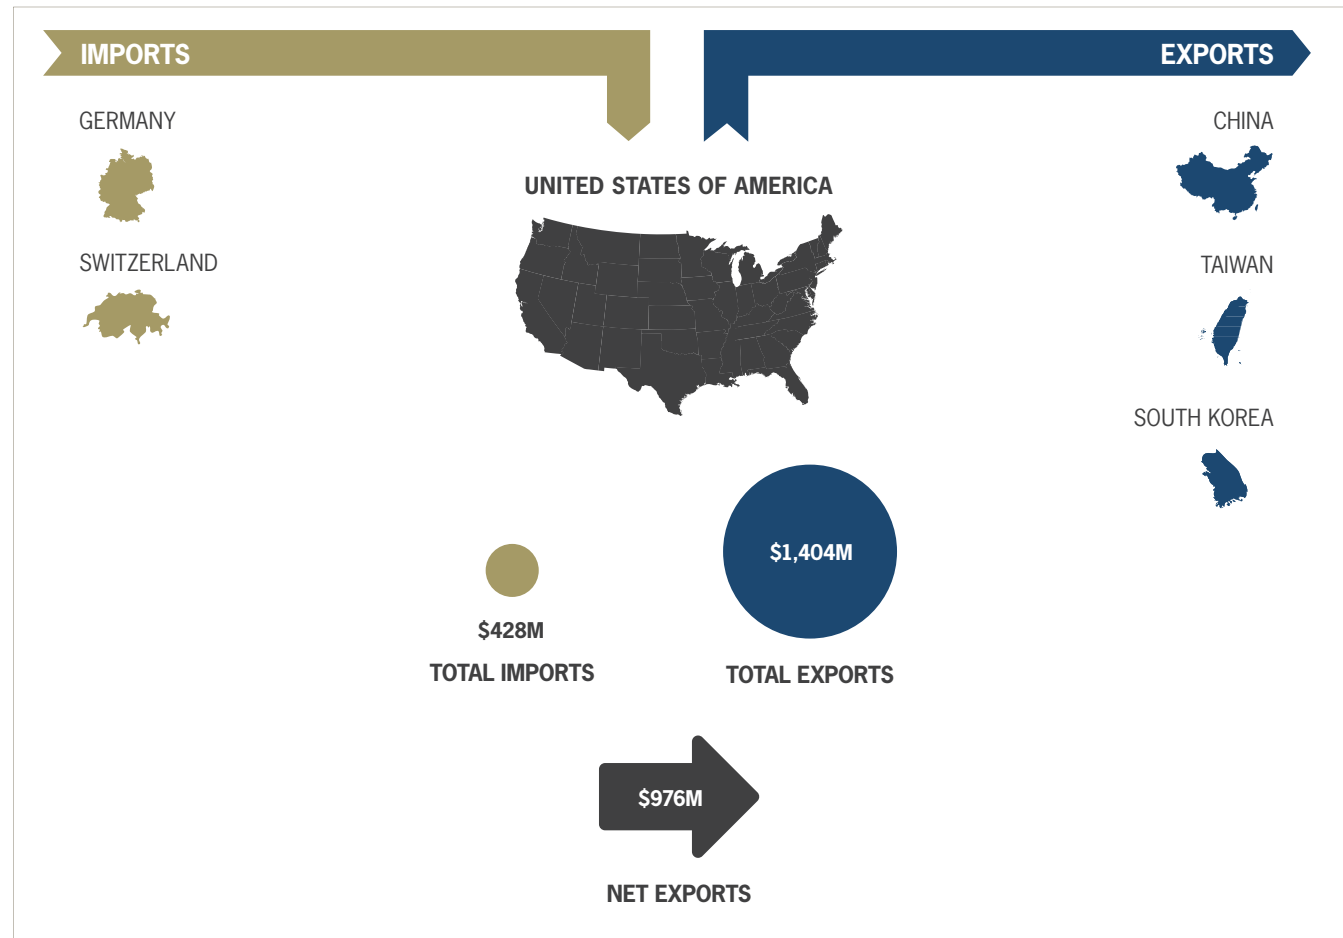 IMPORTS
EXPORTS
GERMANY
SWITZERLAND
UNITED STATES OF AMERICA
CHINA
TAIWAN
SOUTH KOREA
$428M
TOTAL IMPORTS
$1,404M
TOTAL EXPORTS
$976M
NET EXPORTS